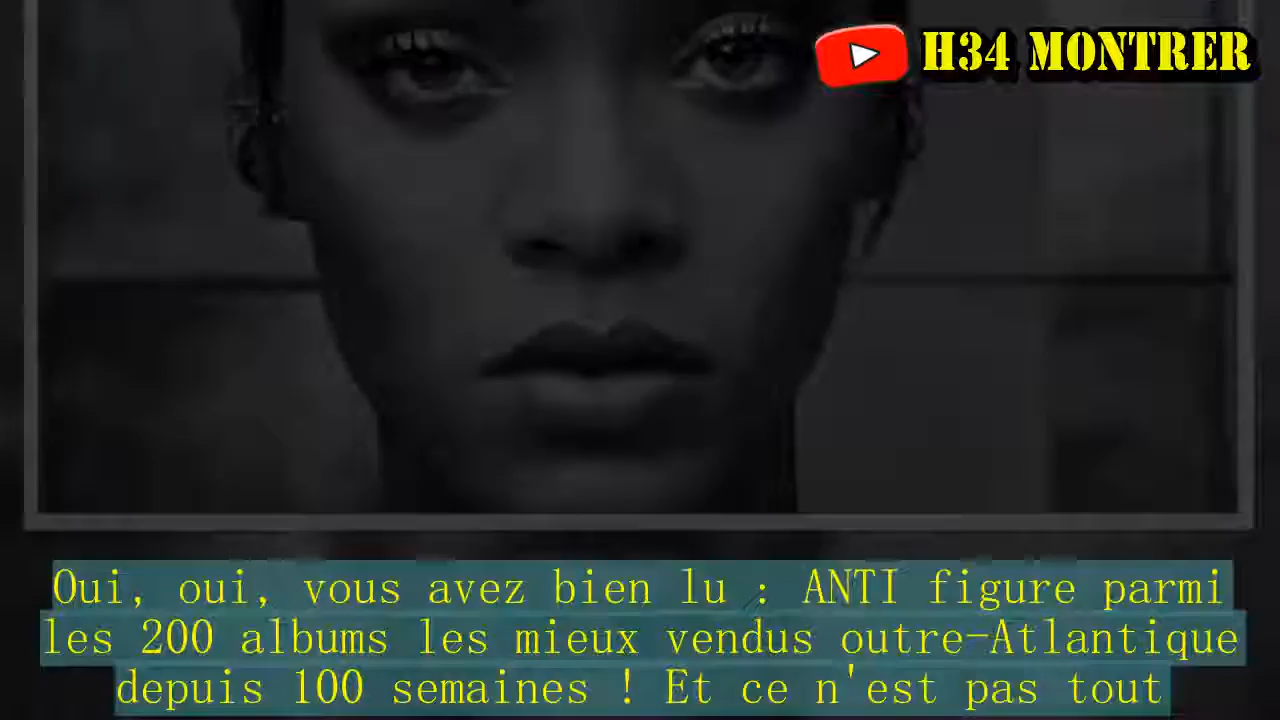 H34 MONTRER
Oui, oui, vous avez bien lu : ANTI figure parmi
les 200 albums les mieux vendus outre-Atlantique
depuis 100 semaines ! Et ce n'est pas tout